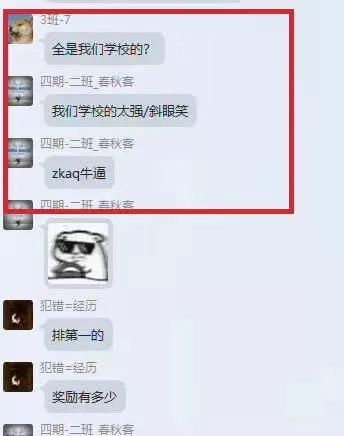 3班-7
全是我们学校的?
四期-二班_春秋客
我们学校的太强/斜眼笑
四期-二班_春秋客
zkaq牛逼
四期-二班_春秋客
犯错=经历
排第一的
犯错=经历
奖励有多少
四期-二班_春秋客